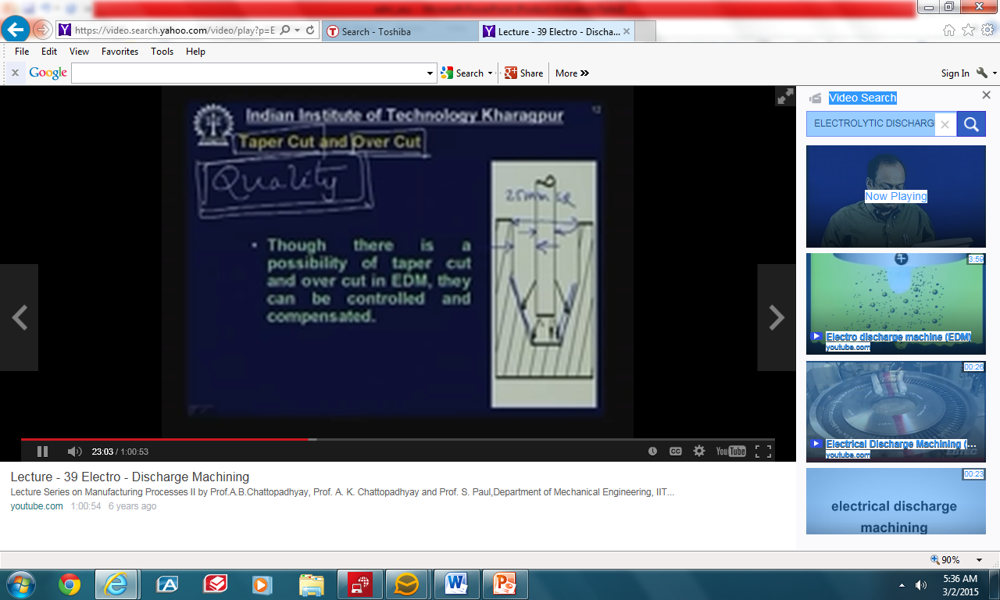 https://video.search.yahoo.com/video/play?p=E
Search - Toshiba
Lecture - 39 Electro - Discha...
File Edit View Favorites Tools Help
x Google Search Share More »
Sign In
Indian Institute of Technology Kharagpur
Taper Cut and Over Cut
Quality
25mm
• Though there is a
possibility of taper cut
and over cut in EDM, they
can be controlled and
compensated.
23:03 / 1:00:53
CC
YouTube
Lecture - 39 Electro - Discharge Machining
Lecture Series on Manufacturing Processes II by Prof.A.B.Chattopadhyay, Prof. A. K. Chattopadhyay and Prof. S. Paul,Department of Mechanical Engineering, IIT...
youtube.com 1:00:54 6 years ago
Video Search
ELECTROLYTIC DISCHARG
Now Playing
3:59
Electro discharge machine (EDM)
youtube.com
00:26
Electrical Discharge Machining (...
youtube.com
00:23
electrical discharge
machining
90%
5:36 AM
3/2/2015